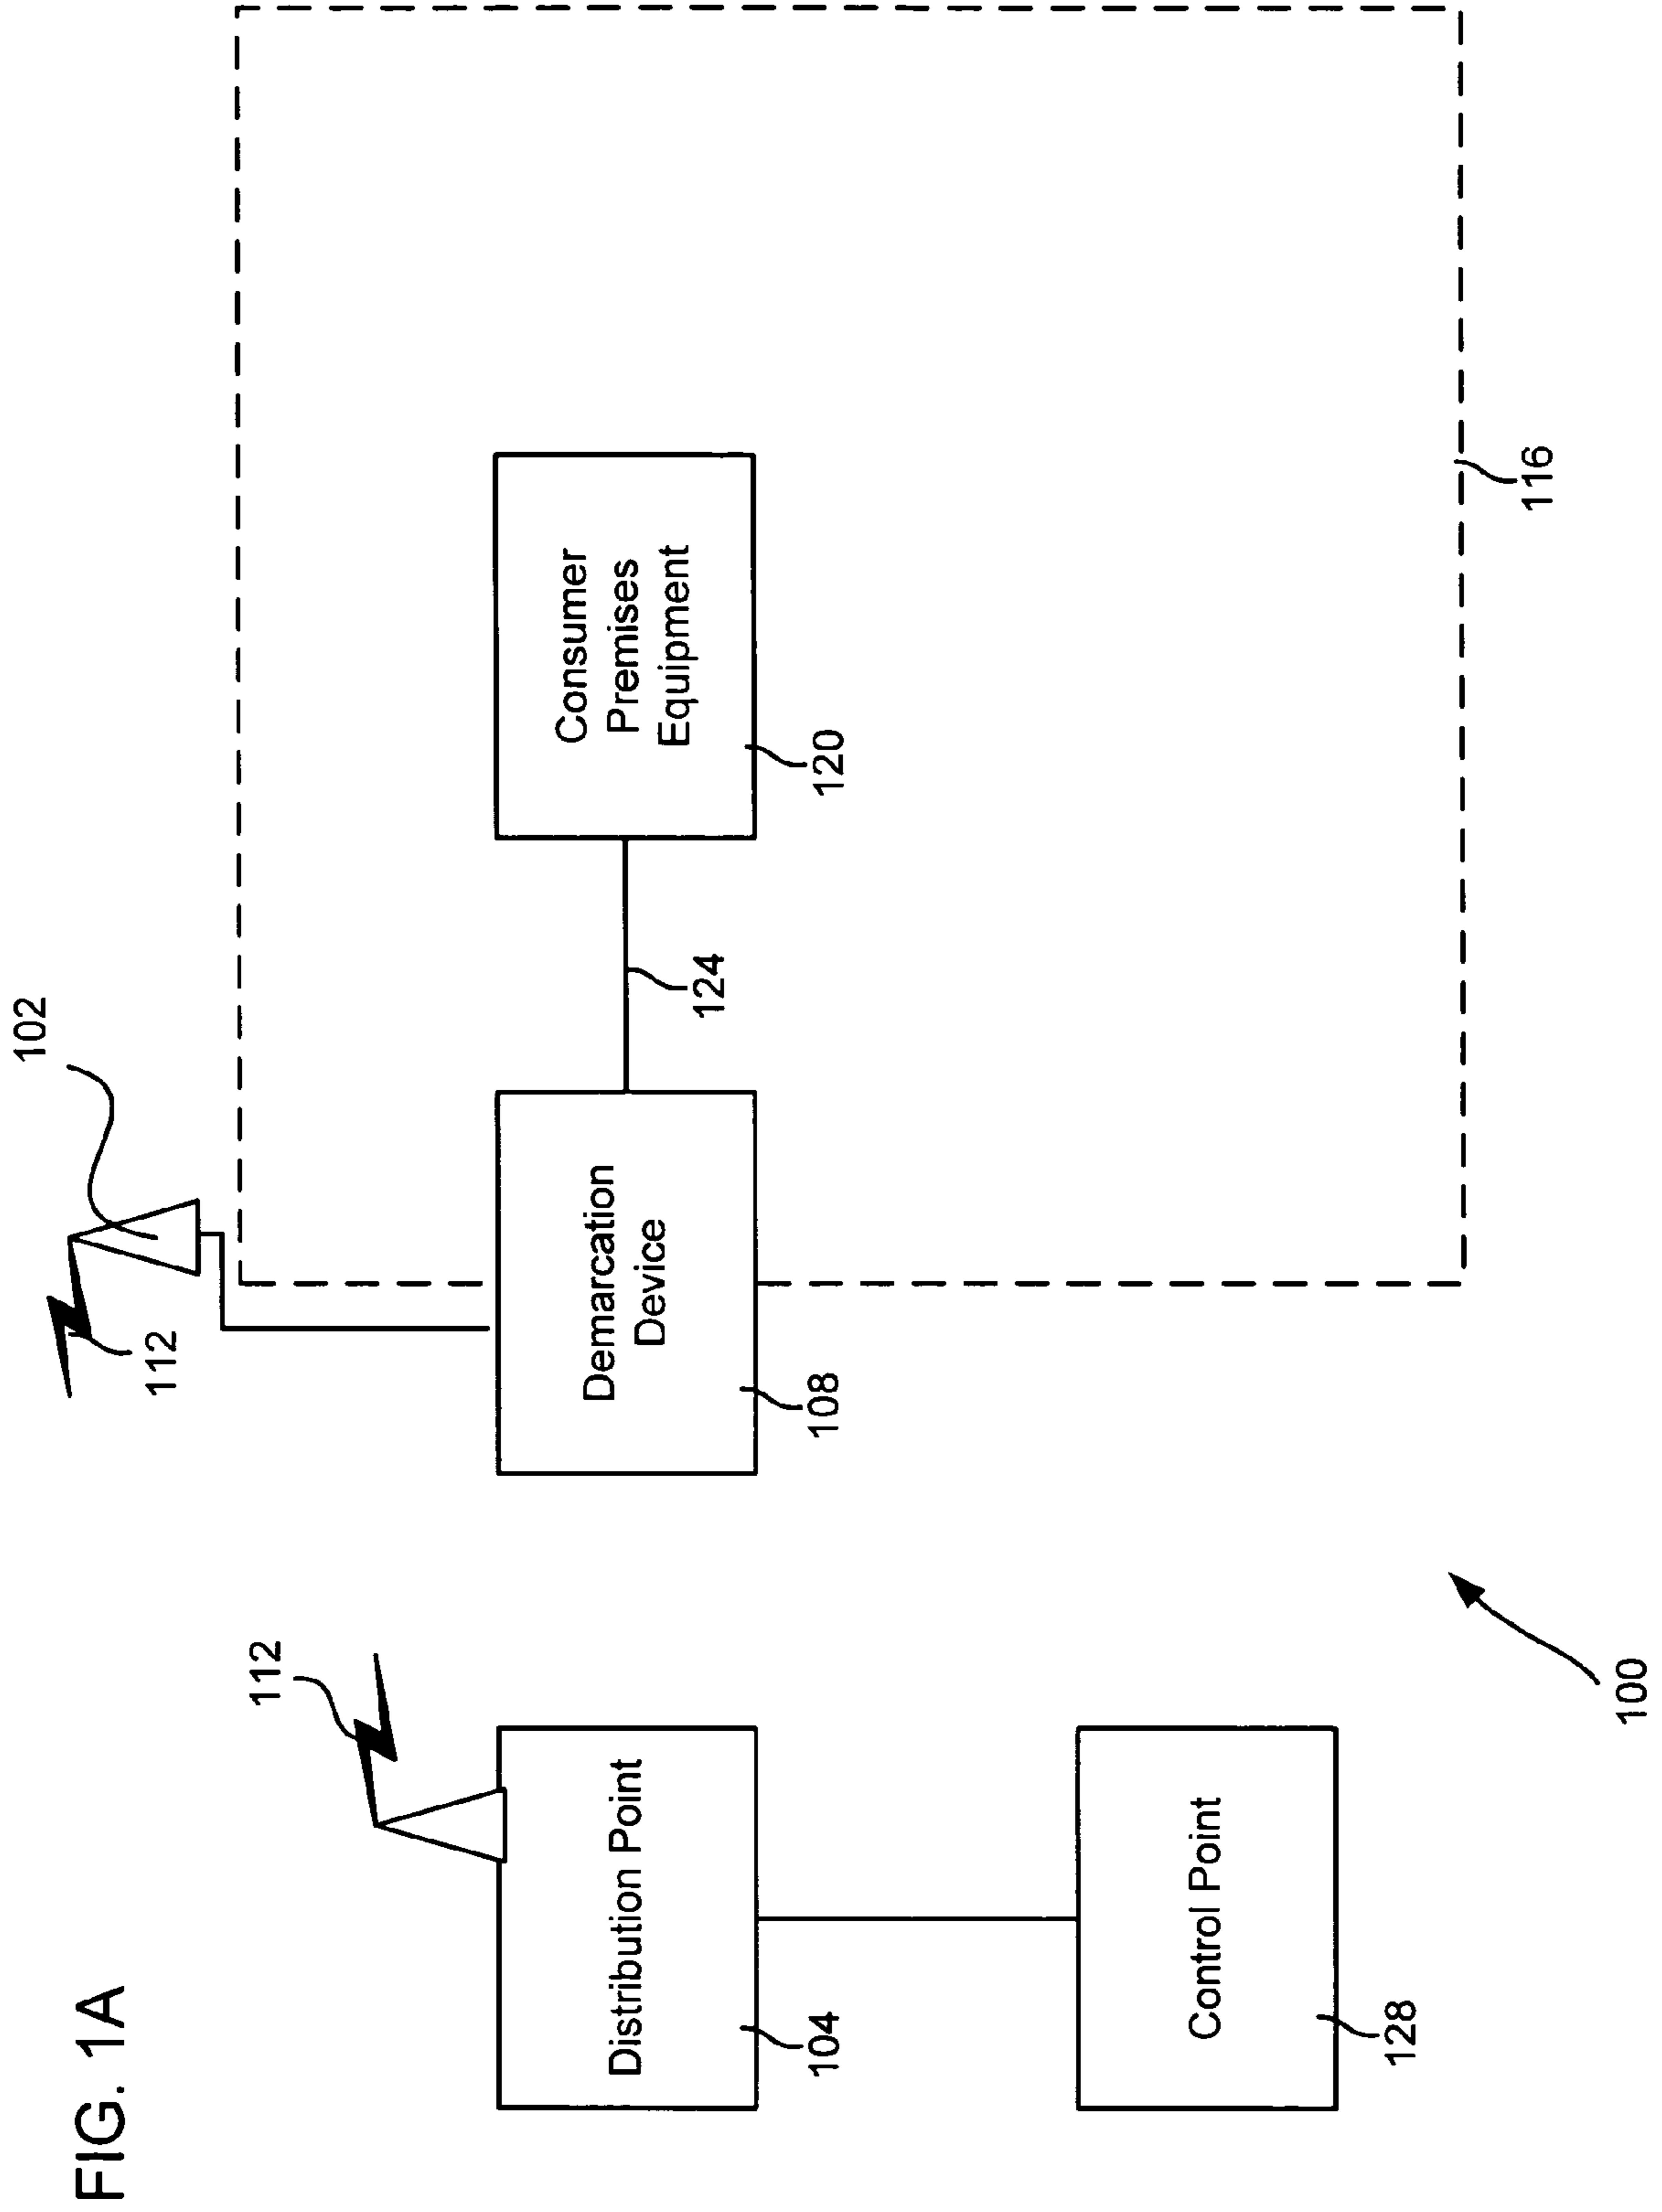 FIG. 1A
112
102
112
Distribution Point
104
Demarcation
Device
108
124
Consumer
Premises
Equipment
120
Control Point
128
100
116